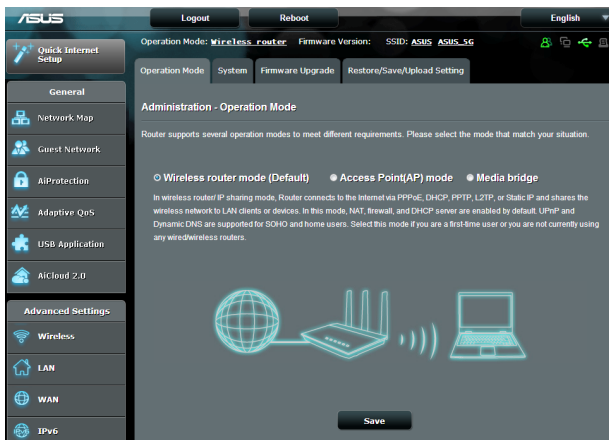 ASUS
Logout
Reboot
English
Quick Internet
Setup
Operation Mode: Wireless router Firmware Version: SSID: ASUS ASUS_5G
Operation Mode
System
Firmware Upgrade
Restore/Save/Upload Setting
General
Network Map
Guest Network
AiProtection
Adaptive QoS
USB Application
AiCloud 2.0
Advanced Settings
Wireless
LAN
WAN
IPv6
Administration - Operation Mode
Router supports several operation modes to meet different requirements. Please select the mode that match your situation.
Wireless router mode (Default)
Access Point(AP) mode
Media bridge
In wireless router/ IP sharing mode, Router connects to the Internet via PPPoE, DHCP, PPTP, L2TP, or Static IP and shares the
wireless network to LAN clients or devices. In this mode, NAT, firewall, and DHCP server are enabled by default. UPnP and
Dynamic DNS are supported for SOHO and home users. Select this mode if you are a first-time user or you are not currently using
any wired/wireless routers.
Save